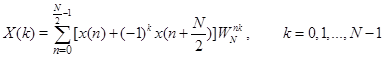 X(k) = \sum_{n=0}^{\frac{N}{2}-1} [x(n) + (-1)^k x(n + \frac{N}{2})] W_N^{nk}, k = 0,1,..., N-1